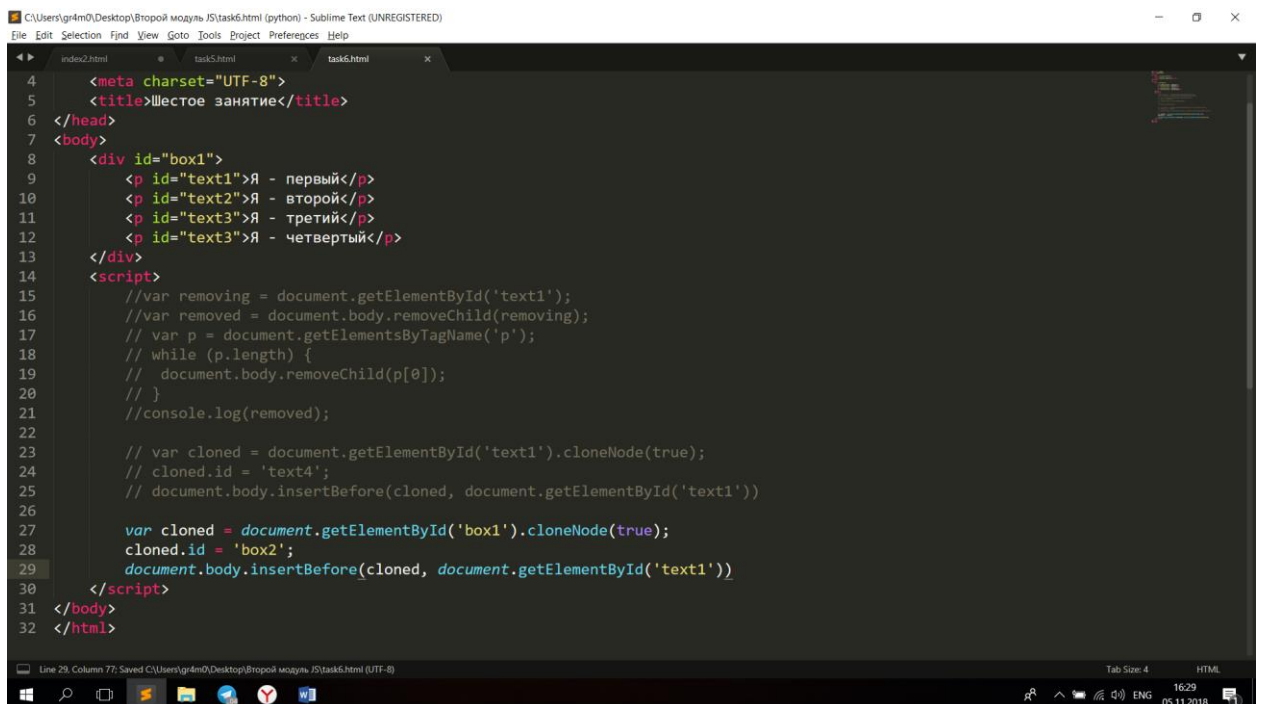 C:\Users\gr4m0\Desktop\Второй модуль JS\task6.html (python) - Sublime Text (UNREGISTERED)
File Edit Selection Find View Goto Tools Project Preferences Help
index2.html task5.html task6.html
4 <meta charset="UTF-8">
5 <title>Шестое занятие</title>
6 </head>
7 <body>
8 <div id="box1">
9 <p id="text1">Я - первый</p>
10 <p id="text2">Я - второй</p>
11 <p id="text3">Я - третий</p>
12 <p id="text3">Я - четвертый</p>
13 </div>
14 <script>
15 //var removing = document.getElementById('text1');
16 //var removed = document.body.removeChild(removing);
17 // var p = document.getElementsByTagName('p');
18 // while (p.length) {
19 //  document.body.removeChild(p[0]);
20 // }
21 //console.log(removed);
22
23 // var cloned = document.getElementById('text1').cloneNode(true);
24 // cloned.id = 'text4';
25 // document.body.insertBefore(cloned, document.getElementById('text1'))
26
27 var cloned = document.getElementById('box1').cloneNode(true);
28 cloned.id = 'box2';
29 document.body.insertBefore(cloned, document.getElementById('text1'))
30 </script>
31 </body>
32 </html>
Line 29, Column 77; Saved C:\Users\gr4m0\Desktop\Второй модуль JS\task6.html (UTF-8) Tab Size: 4 HTML
ENG 16:29
05.11.2018